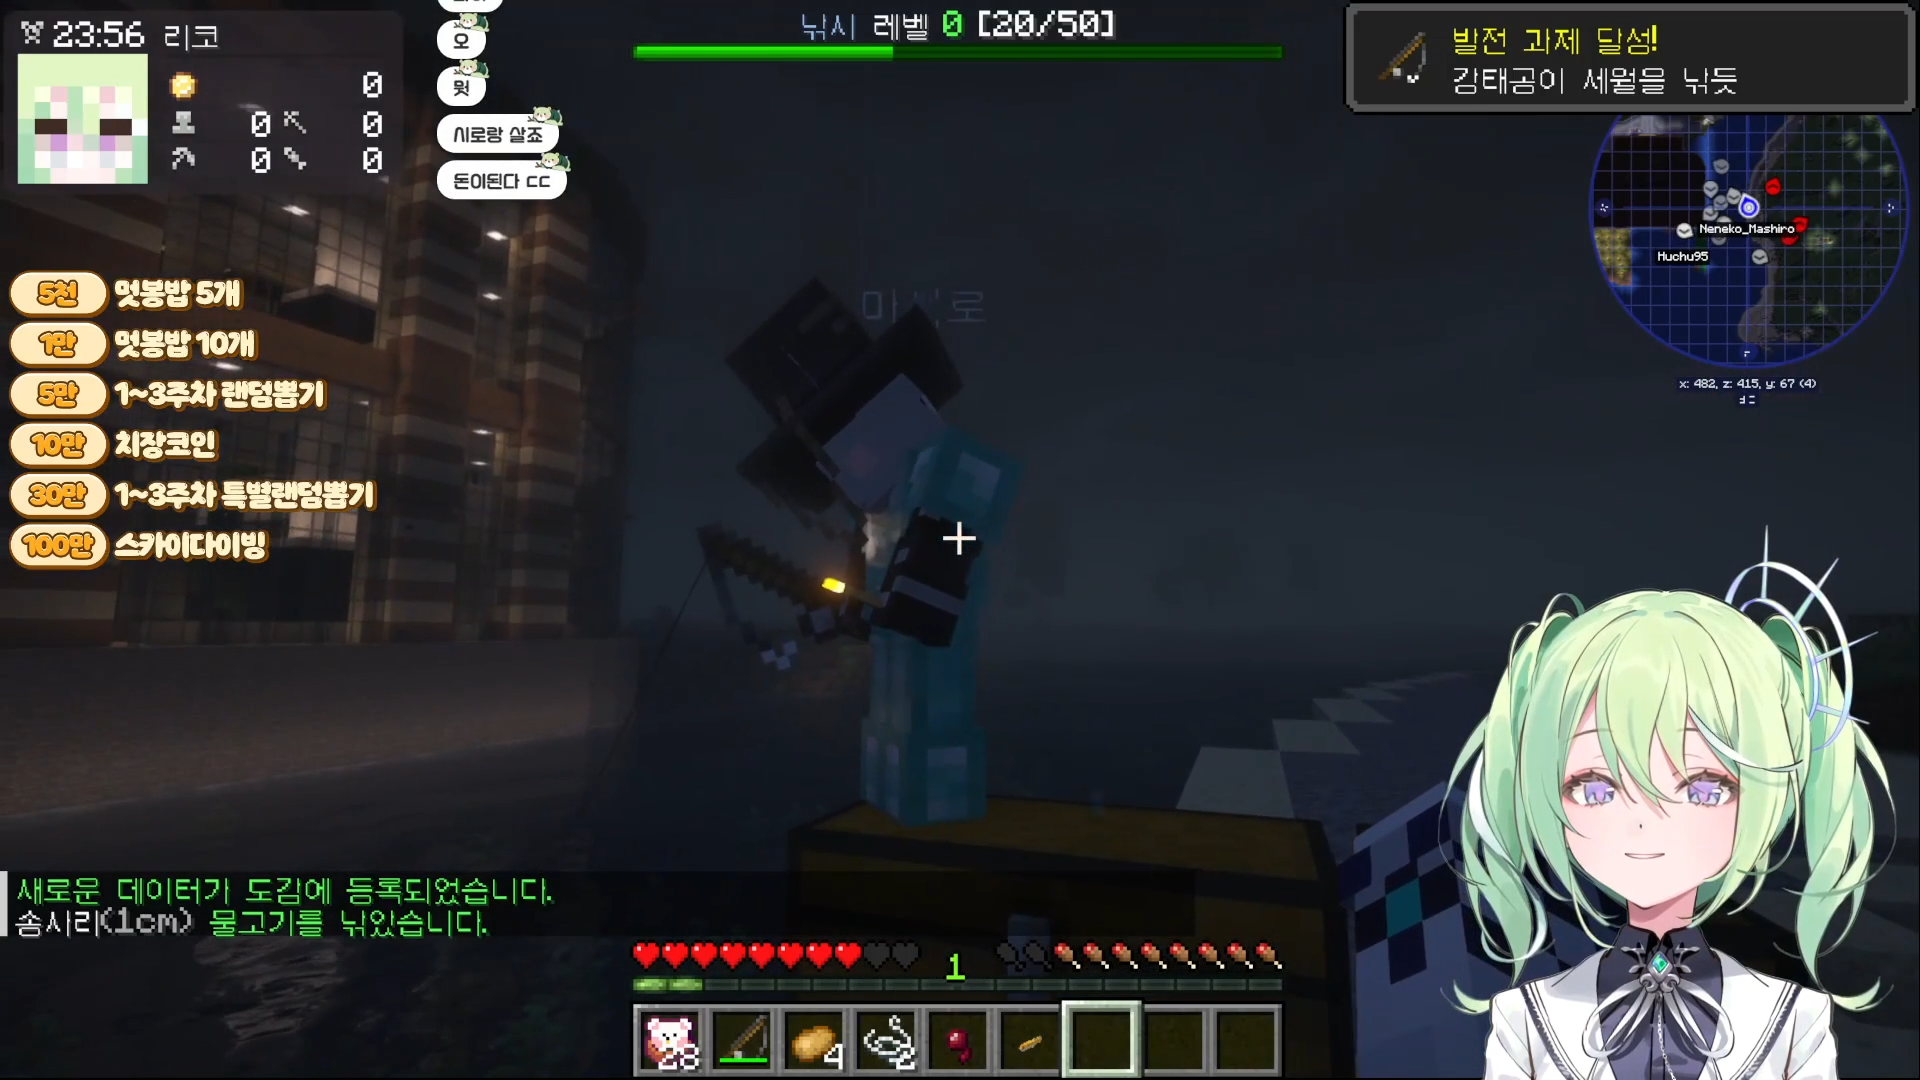 23:56 리코
0
0 0
0 0
오
뭣
시로랑 살죠
돈이된다 ㄷㄷ
낚시 레벨 0 [20/50]
발전 과제 달성!
강태공이 세월을 낚듯
Neneko_Mashiro
Huchu95
x: 482, z: 415, y: 67 (4)
5천 멋봉밥 5개
1만 멋봉밥 10개
5만 1~3주차 랜덤뽑기
10만 치장코인
30만 1~3주차 특별랜덤뽑기
100만 스카이다이빙
새로운 데이터가 도감에 등록되었습니다.
솜사리(1cm) 물고기를 낚았습니다.
1
28
4
2